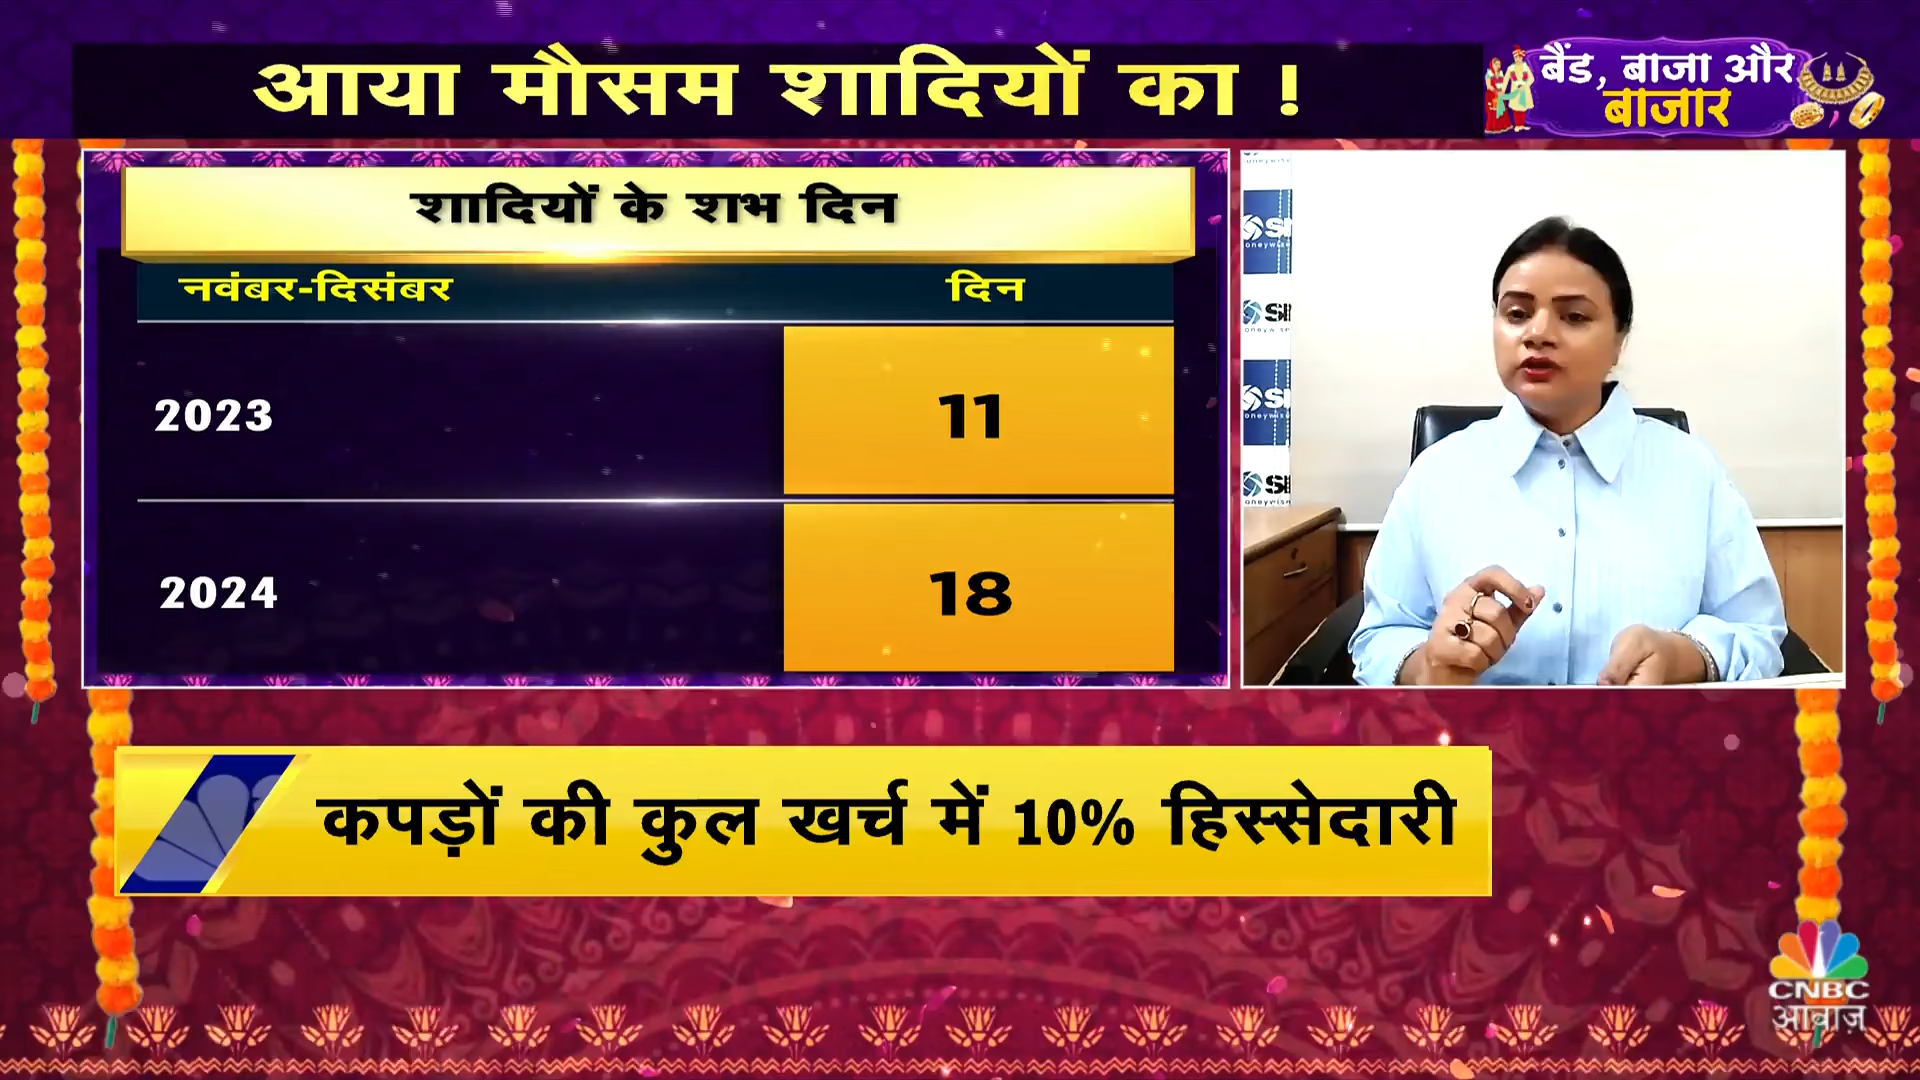 आया मौसम शादियों का !
बैंड, बाजा और
बाजार
शादियों के शभ दिन
नवंबर-दिसंबर दिन
2023 11
2024 18
कपड़ों की कुल खर्च में 10% हिस्सेदारी
CNBC
आवाज़